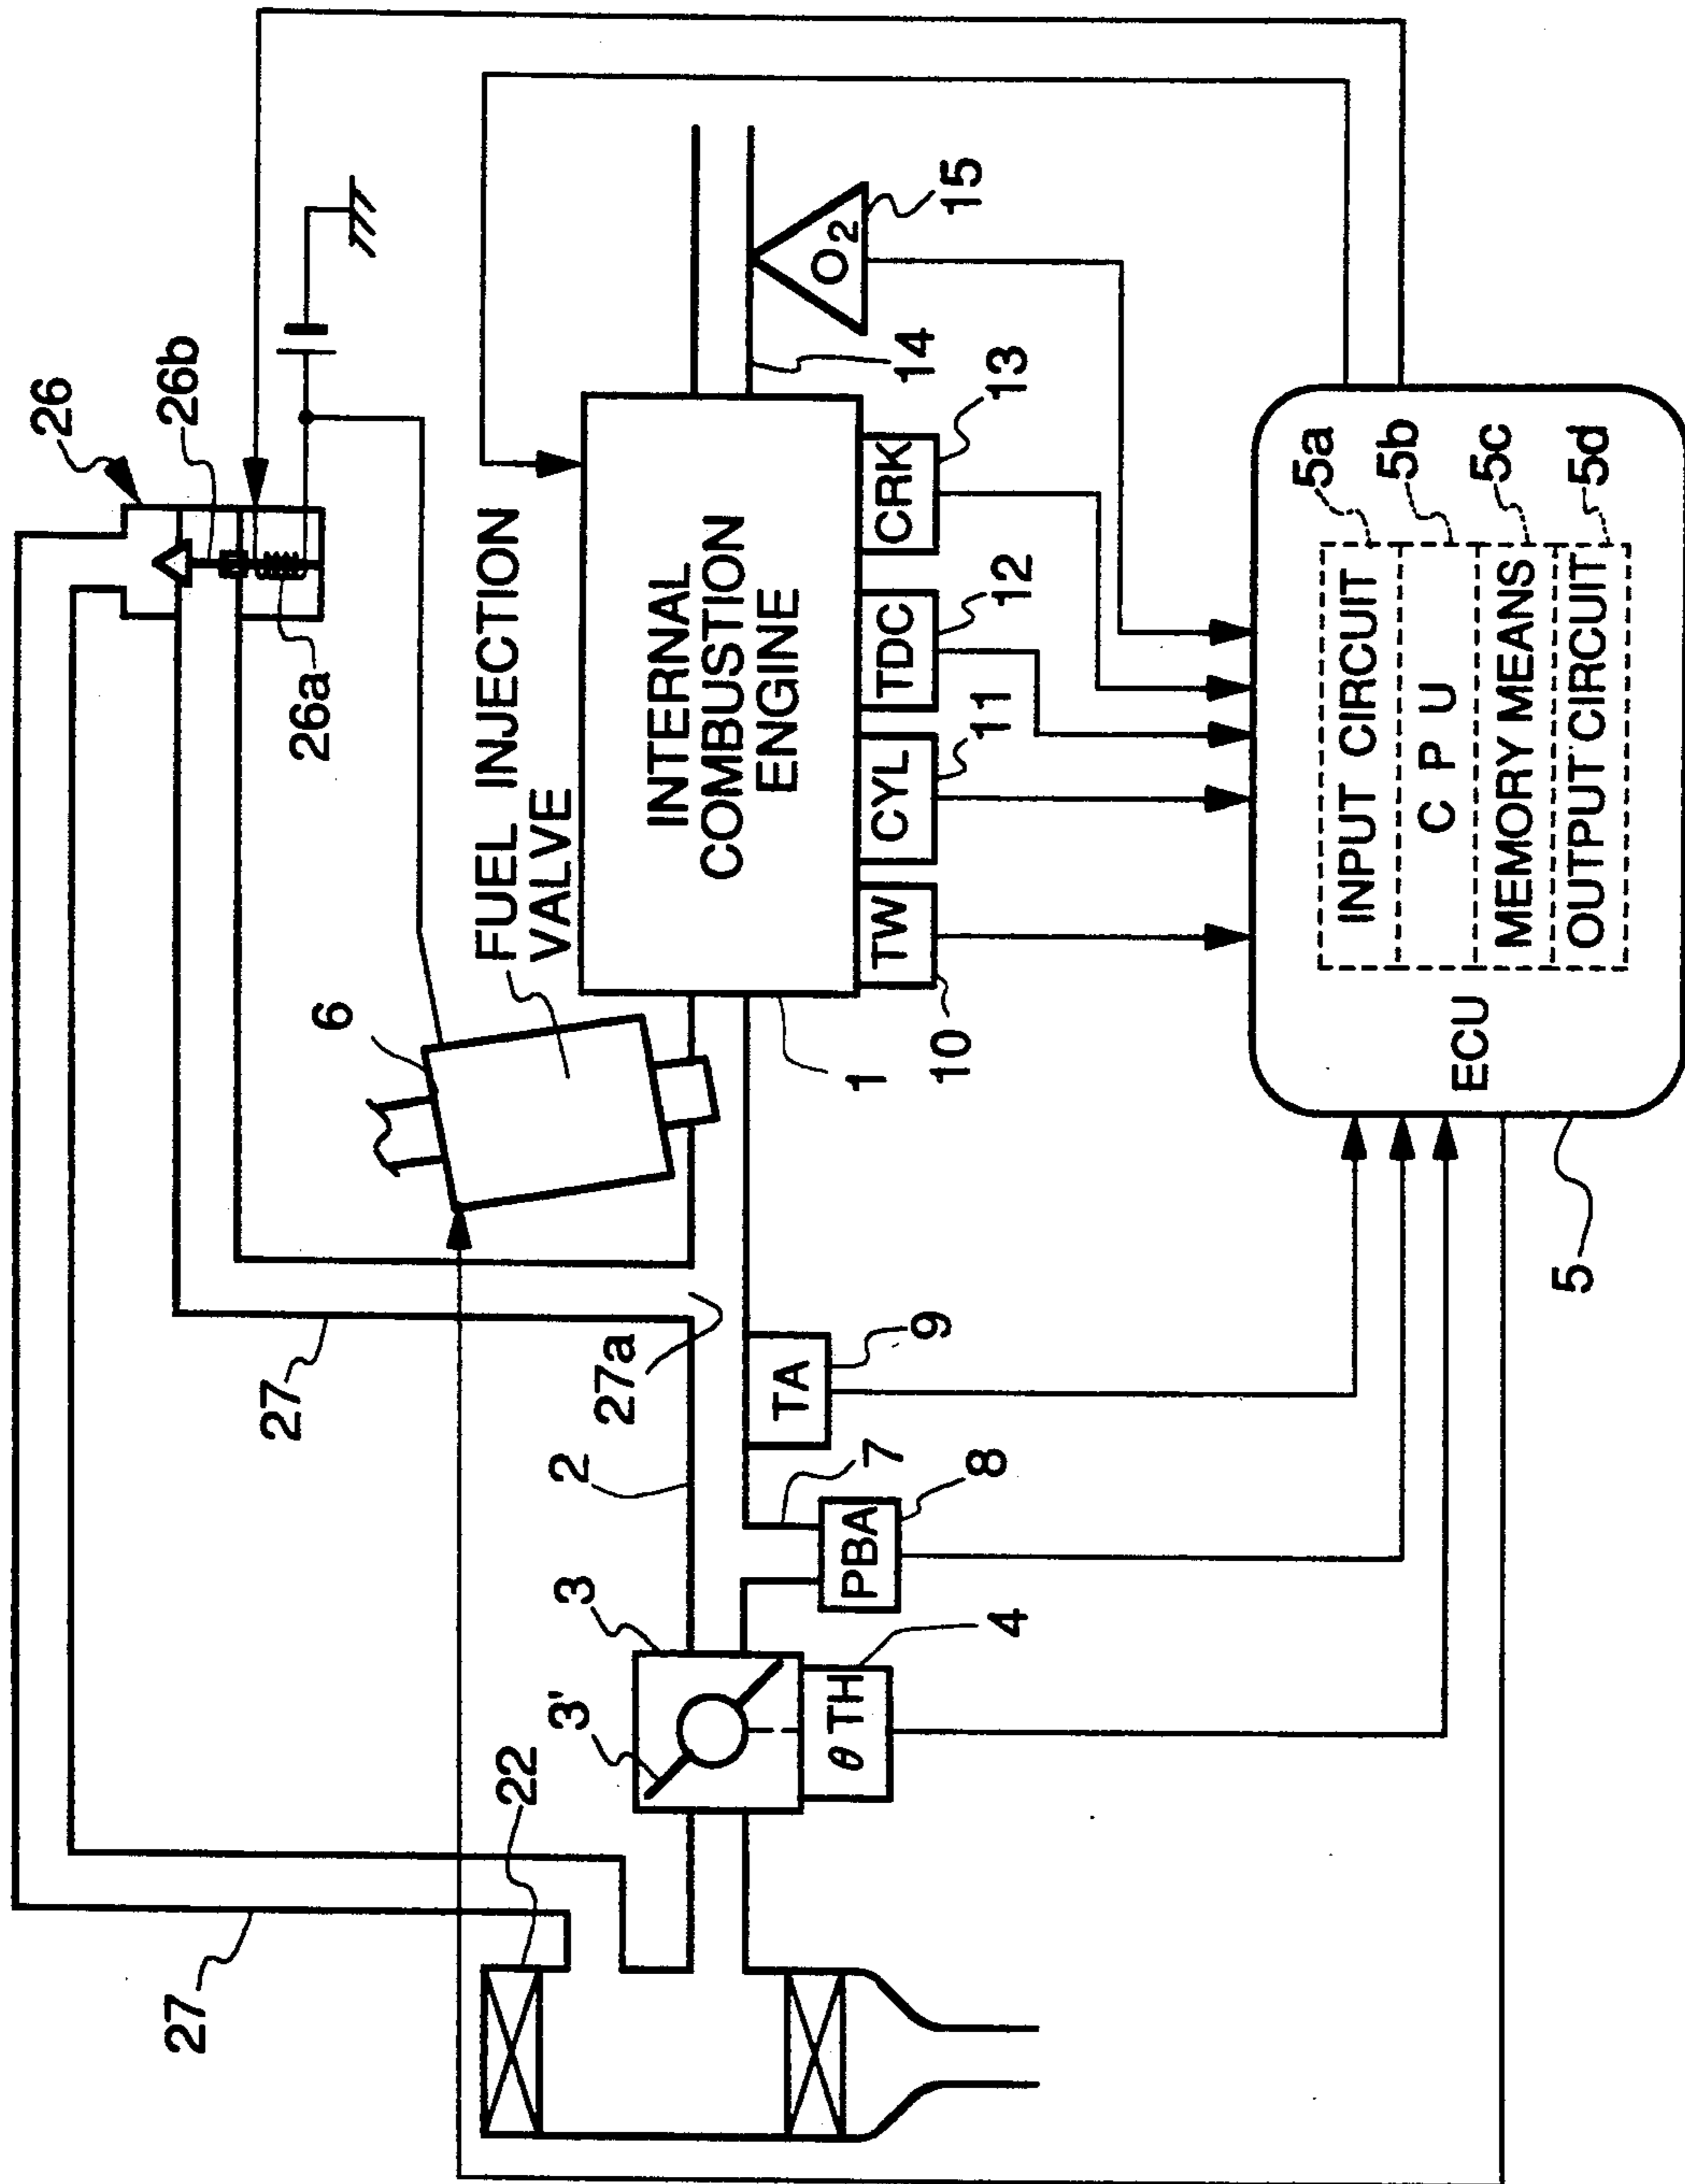 26
26b
26a
27
27
22
6
FUEL INJECTION
VALVE
27a
2
3
3'
INTERNAL
COMBUSTION
ENGINE
1
14
O2
15
θ TH
4
PBA
8
7
TA
9
TW
10
CYL
11
TDC
12
CRK
13
ECU
5
INPUT CIRCUIT
5a
C P U
5b
MEMORY MEANS
5c
OUTPUT CIRCUIT
5d